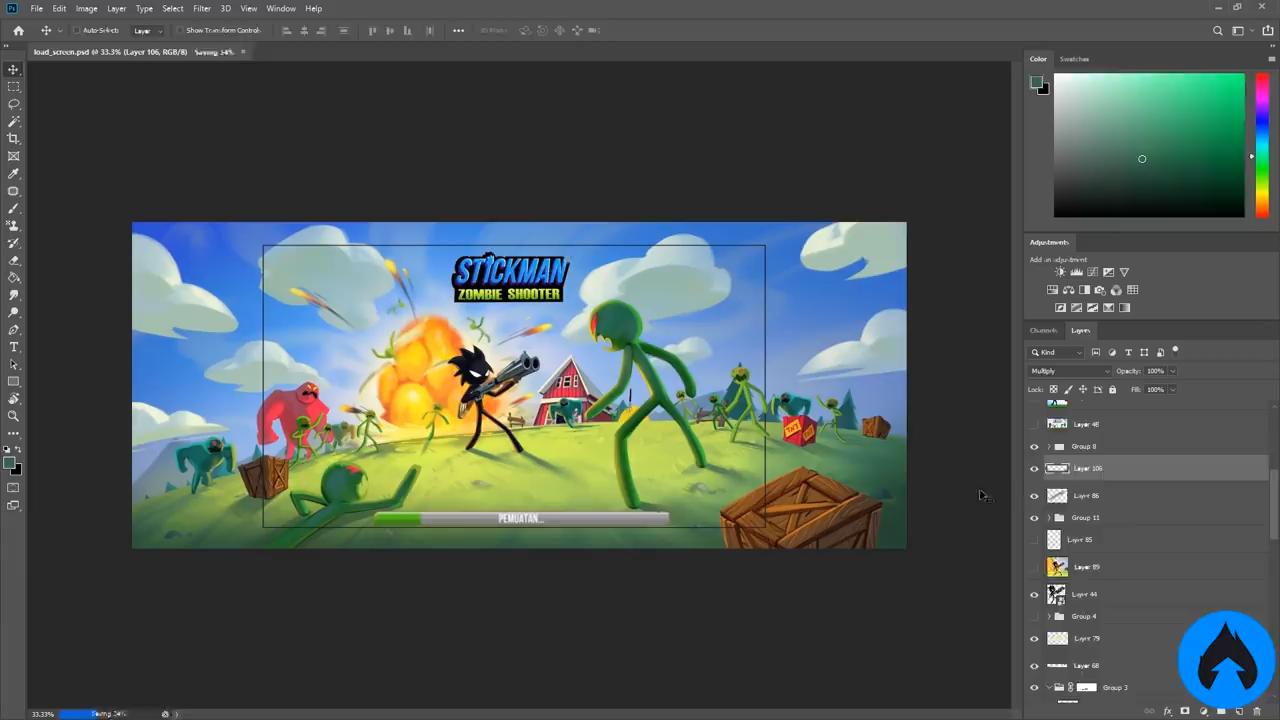 File Edit Image Layer Type Select Filter 3D View Window Help
Auto-Select: Layer Show Transform Controls
load_screen.psd @ 33.3% (Layer 106, RGB/8)
Color Swatches
STICKMAN
ZOMBIE SHOOTER
TNT
PEMUATAN...
Adjustments
Add an adjustment
Channels Layers
Kind
Multiply Opacity: 100%
Lock: Fill: 100%
Layer 48
Group 8
Layer 106
Layer 86
Group 11
Layer 85
Layer 89
Layer 44
Group 4
Layer 79
Layer 68
Group 3
33.33%